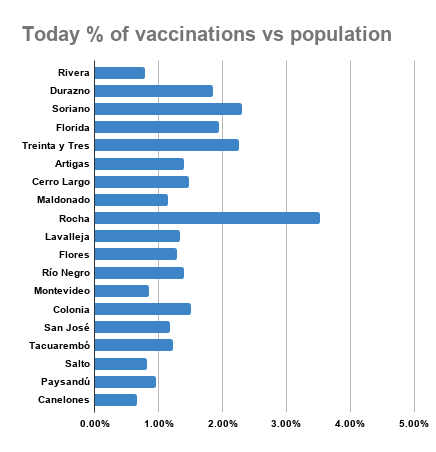 Today % of vaccinations vs population
Rivera
Durazno
Soriano
Florida
Treinta y Tres
Artigas
Cerro Largo
Maldonado
Rocha
Lavalleja
Flores
Río Negro
Montevideo
Colonia
San José
Tacuarembó
Salto
Paysandú
Canelones
0.00% 1.00% 2.00% 3.00% 4.00% 5.00%